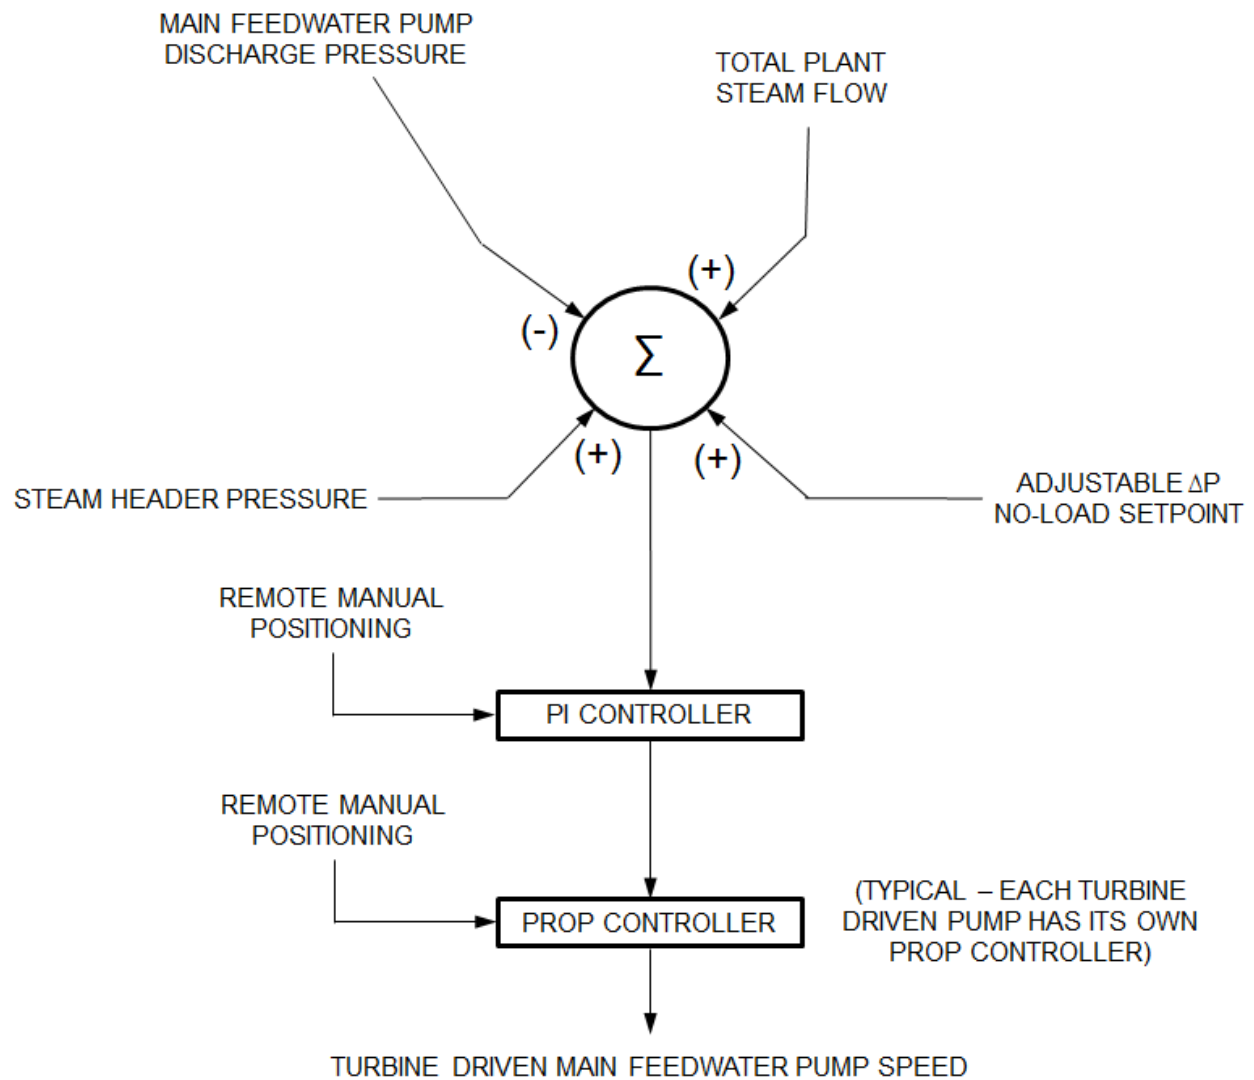 MAIN FEEDWATER PUMP
DISCHARGE PRESSURE
TOTAL PLANT
STEAM FLOW
(+)
(-)
Σ
(+)
(+)
STEAM HEADER PRESSURE
ADJUSTABLE ΔP
NO-LOAD SETPOINT
REMOTE MANUAL
POSITIONING
PI CONTROLLER
REMOTE MANUAL
POSITIONING
PROP CONTROLLER
(TYPICAL – EACH TURBINE
DRIVEN PUMP HAS ITS OWN
PROP CONTROLLER)
TURBINE DRIVEN MAIN FEEDWATER PUMP SPEED